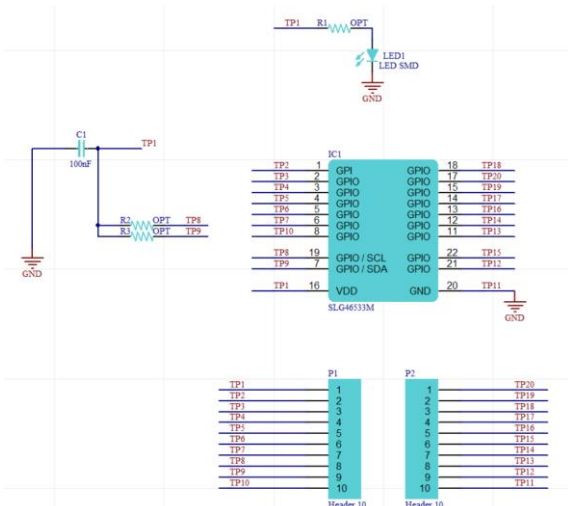 TP1 R1 OPT
LED1
LED SMD
GND
C1
TP1
100nF
R2 OPT TP8
R3 OPT TP9
GND
IC1
TP2 1 GPI GPIO 18 TP18
TP3 2 GPIO GPIO 17 TP20
TP4 3 GPIO GPIO 15 TP19
TP5 4 GPIO GPIO 14 TP17
TP6 5 GPIO GPIO 13 TP16
TP7 6 GPIO GPIO 12 TP14
TP10 8 GPIO GPIO 11 TP13
TP8 19 GPIO / SCL GPIO 22 TP15
TP9 7 GPIO / SDA GPIO 21 TP12
TP1 16 VDD GND 20 TP11
SLG46533M
GND
P1 P2
TP1 1 1 TP20
TP2 2 2 TP19
TP3 3 3 TP18
TP4 4 4 TP17
TP5 5 5 TP16
TP6 6 6 TP15
TP7 7 7 TP14
TP8 8 8 TP13
TP9 9 9 TP12
TP10 10 10 TP11
Header 10 Header 10